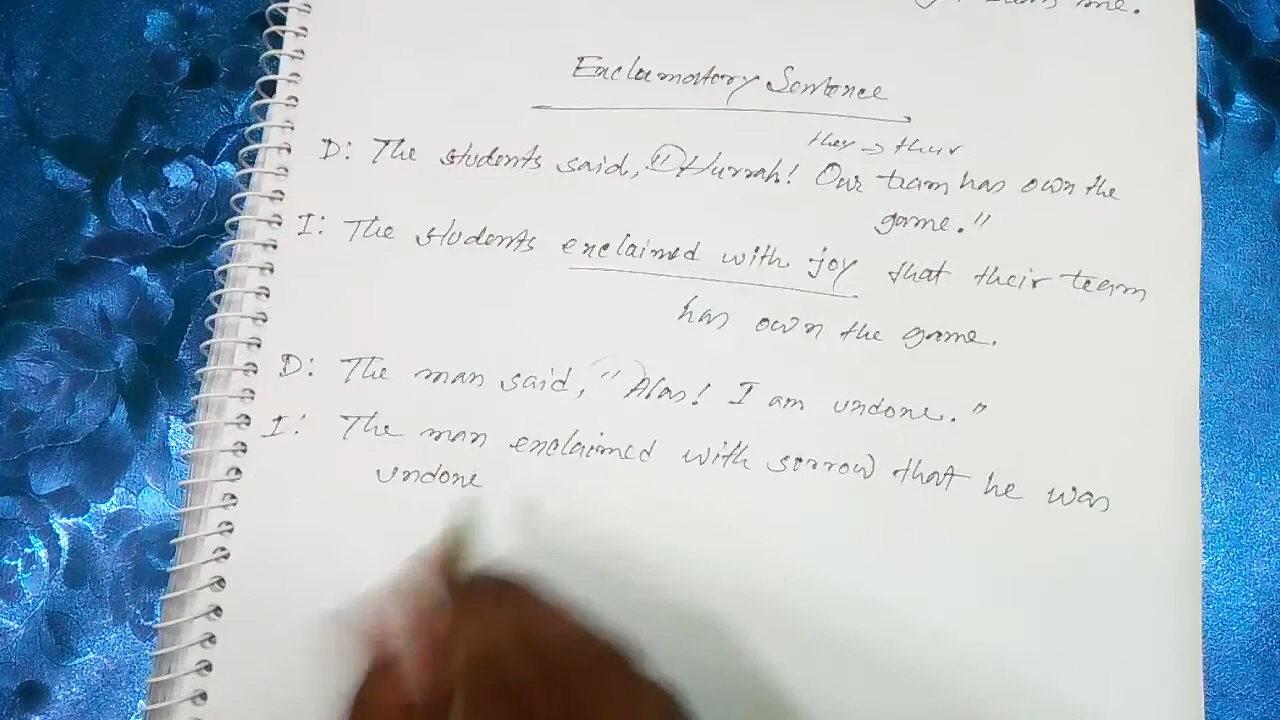 me.
Exclamatory Sentence
they → their
D: The students said, "Hurrah! Our team has own the
game."
I: The students exclaimed with joy that their team
has own the game.
D: The man said, "Alas! I am undone."
I: The man exclaimed with sorrow that he was
undone